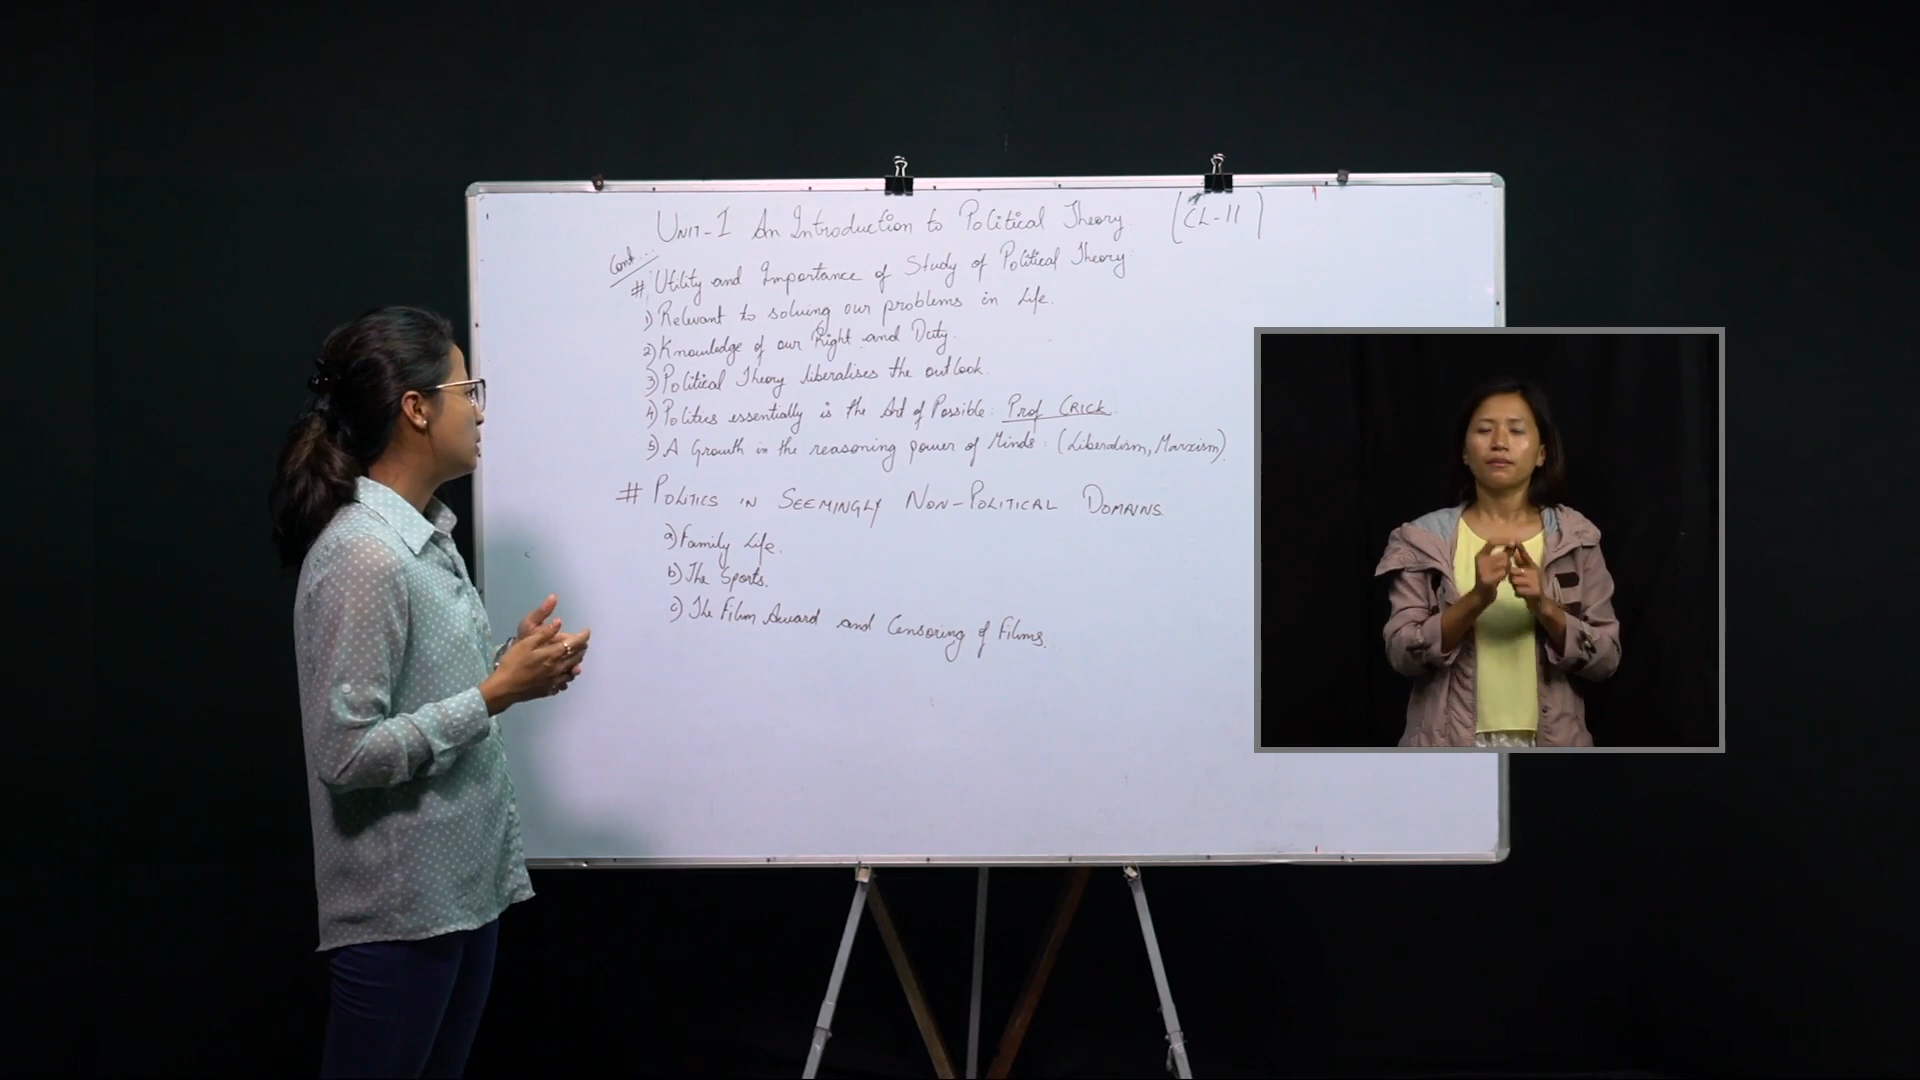 Unit-1 An Introduction to Political Theory. (CL-11)
Cont...
# Utility and Importance of Study of Political Theory.
1) Relevant to solving our problems in Life.
2) Knowledge of our Right and Duty.
3) Political Theory liberalises the outlook.
4) Politics essentially is the Art of Possible: Prof CRICK.
5) A Growth in the reasoning power of Minds: (Liberalism, Marxism).
# POLITICS IN SEEMINGLY NON-POLITICAL DOMAINS.
a) Family Life.
b) The Sports.
c) The Film Award and Censoring of Films.